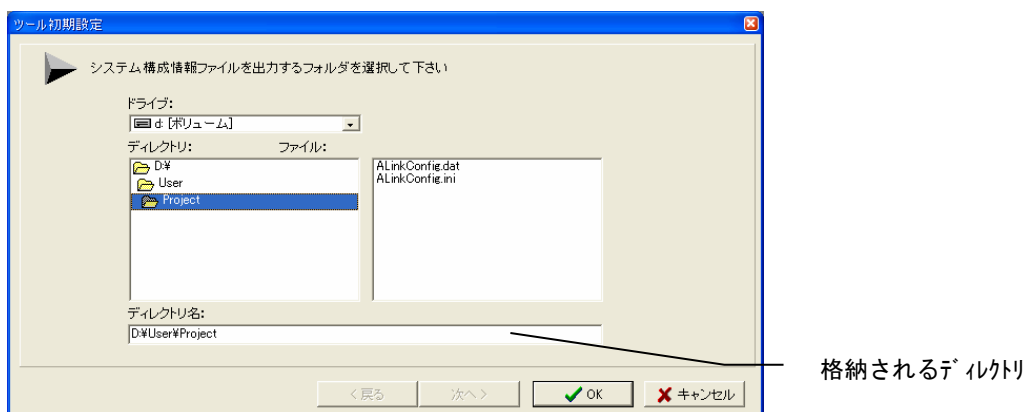 ツール初期設定
システム構成情報ファイルを出力するフォルダを選択して下さい
ドライブ:
d: [ボリューム]
ディレクトリ: ファイル:
D:¥
User
Project
ALinkConfig.dat
ALinkConfig.ini
ディレクトリ名:
D:¥User¥Project
格納されるディレクトリ
<戻る 次へ> OK キャンセル